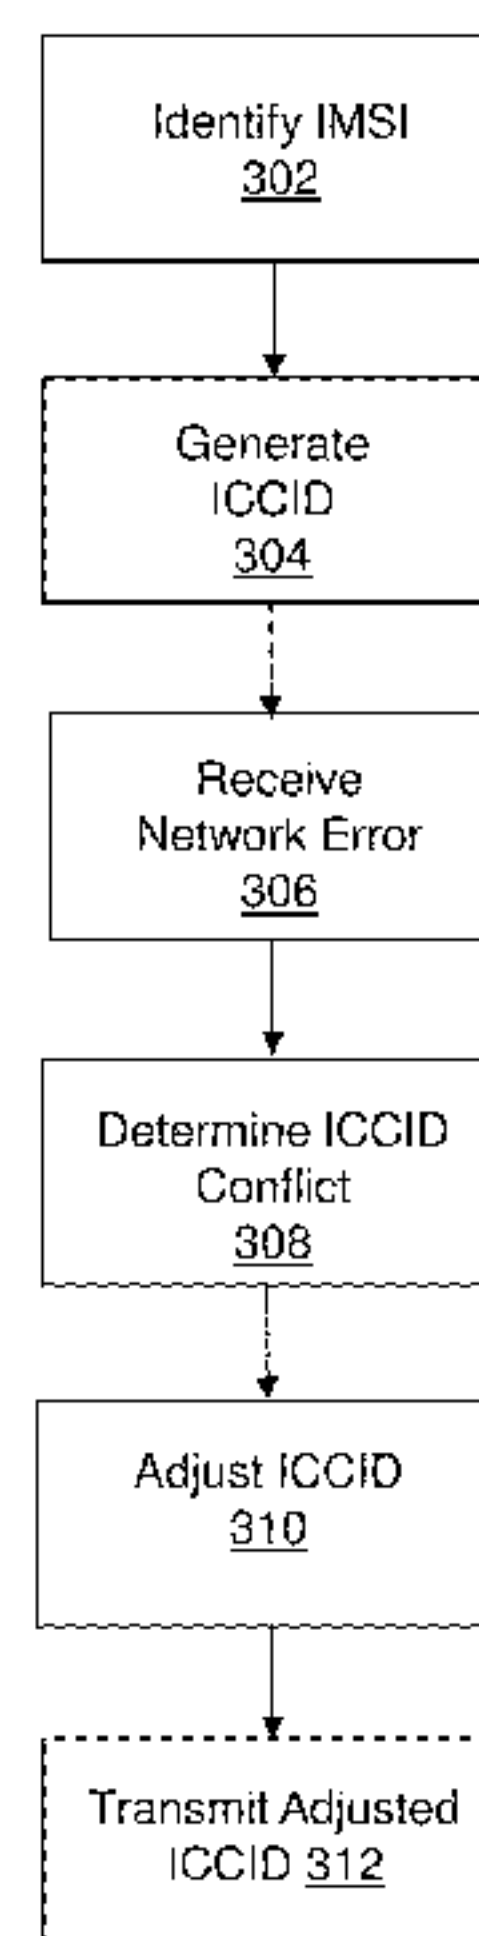 Identify IMSI
302
Generate
ICCID
304
Receive
Network Error
306
Determine ICCID
Conflict
308
Adjust ICCID
310
Transmit Adjusted
ICCID 312